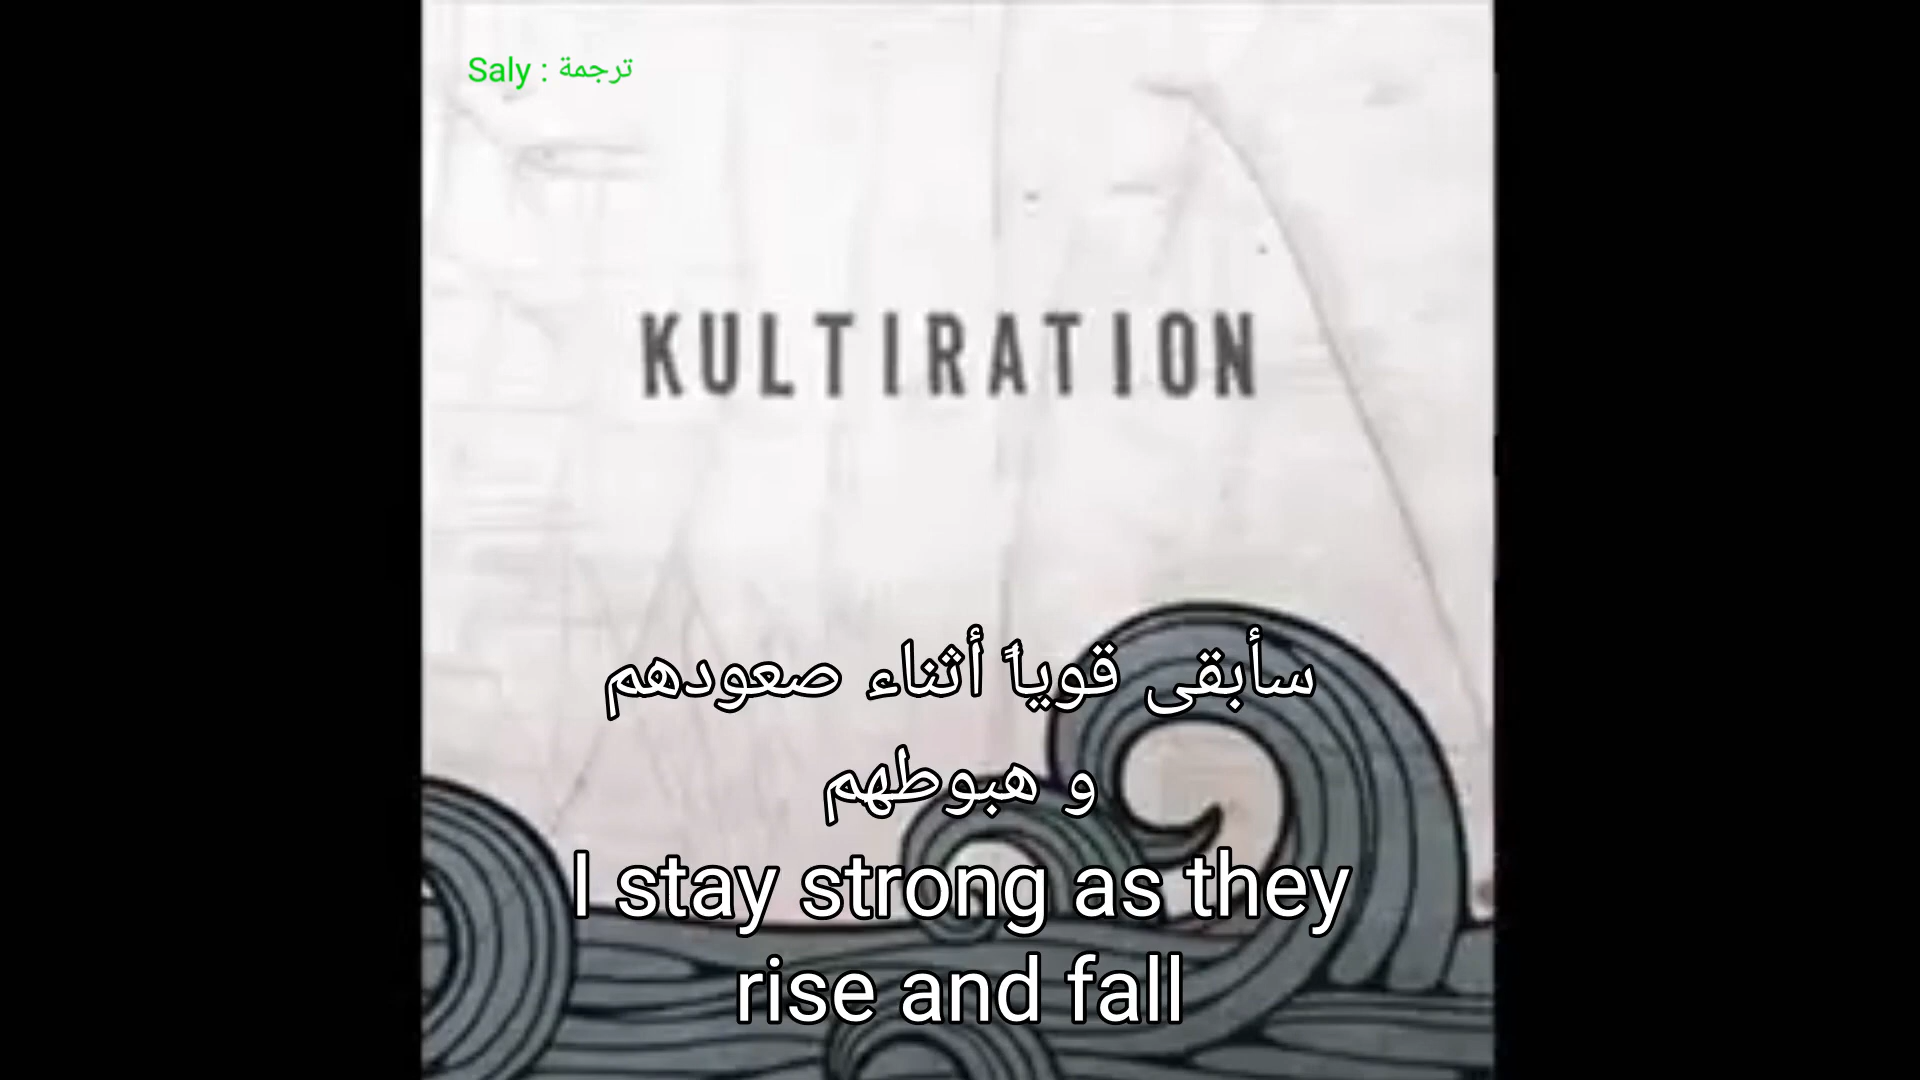 Saly : ترجمة
KULTIRATION
سأبقى قوياً أثناء صعودهم
و هبوطهم
I stay strong as they
rise and fall